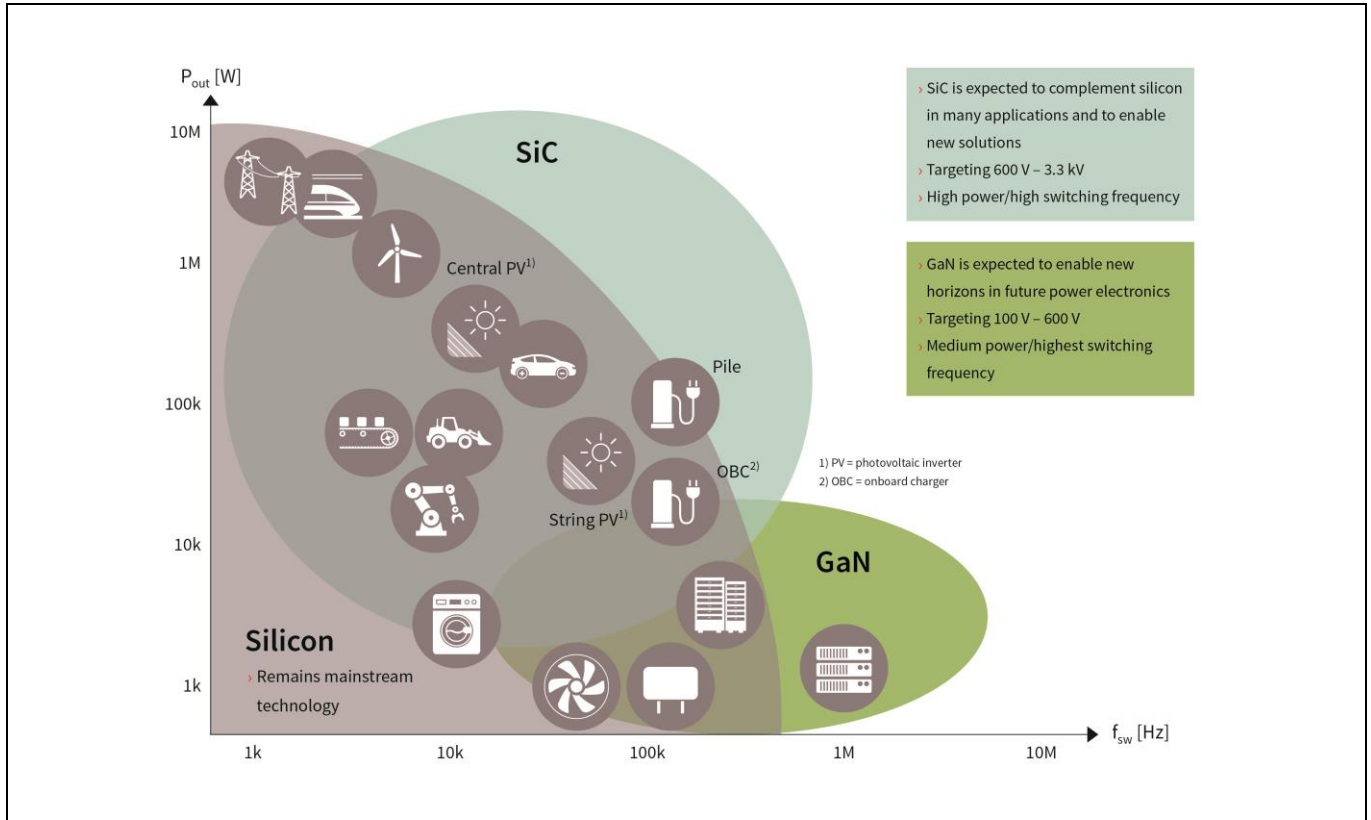 P_out [W]
10M
1M
100k
10k
1k
SiC
Central PV¹⁾
Pile
OBC²⁾
String PV¹⁾
GaN
Silicon
› Remains mainstream
technology
1k
10k
100k
1M
10M
f_sw [Hz]
› SiC is expected to complement silicon
in many applications and to enable
new solutions
› Targeting 600 V – 3.3 kV
› High power/high switching frequency
› GaN is expected to enable new
horizons in future power electronics
› Targeting 100 V – 600 V
› Medium power/highest switching
frequency
1) PV = photovoltaic inverter
2) OBC = onboard charger